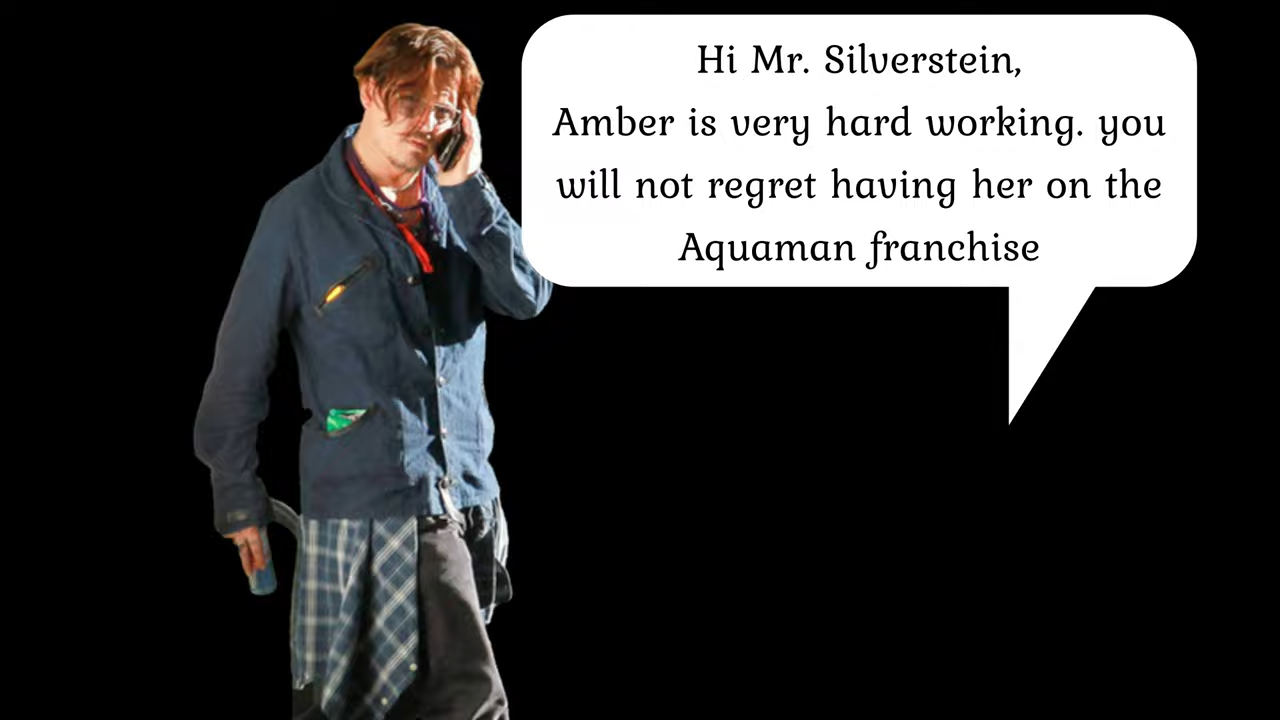 Hi Mr. Silverstein,
Amber is very hard working. you
will not regret having her on the
Aquaman franchise